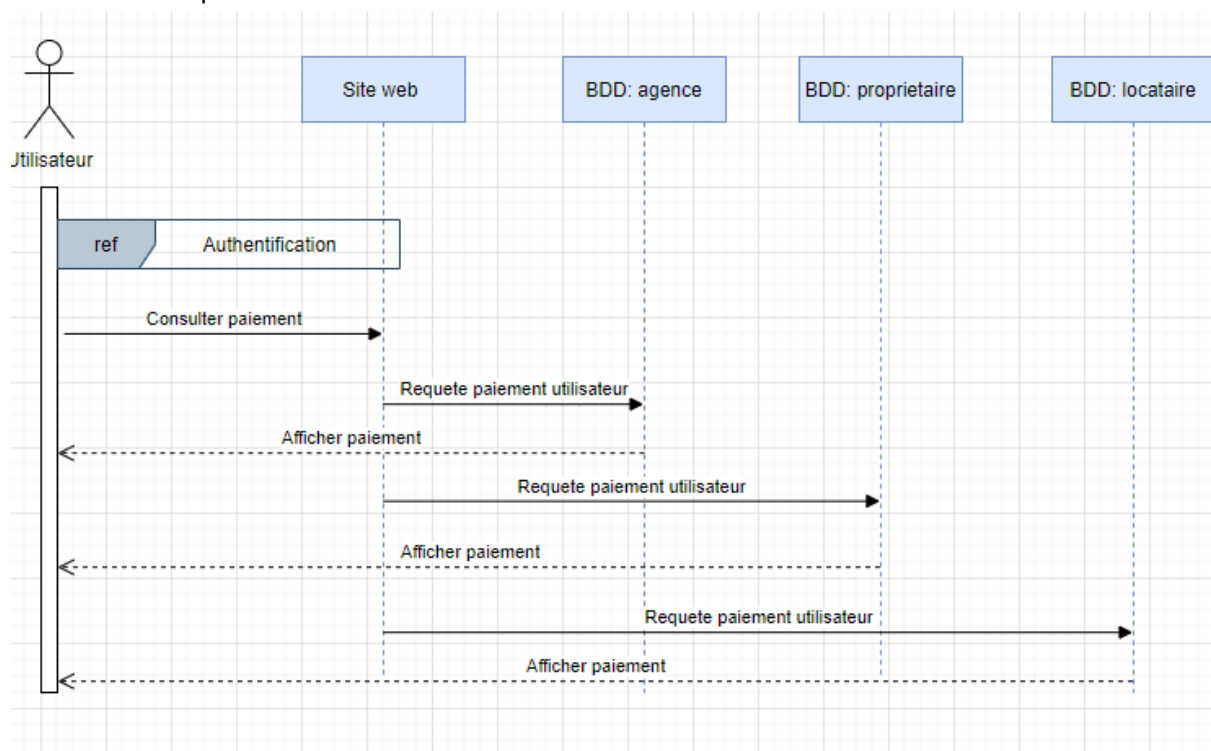 Site web
BDD: agence
BDD: proprietaire
BDD: locataire
Utilisateur
ref
Authentification
Consulter paiement
Requete paiement utilisateur
Afficher paiement
Requete paiement utilisateur
Afficher paiement
Requete paiement utilisateur
Afficher paiement